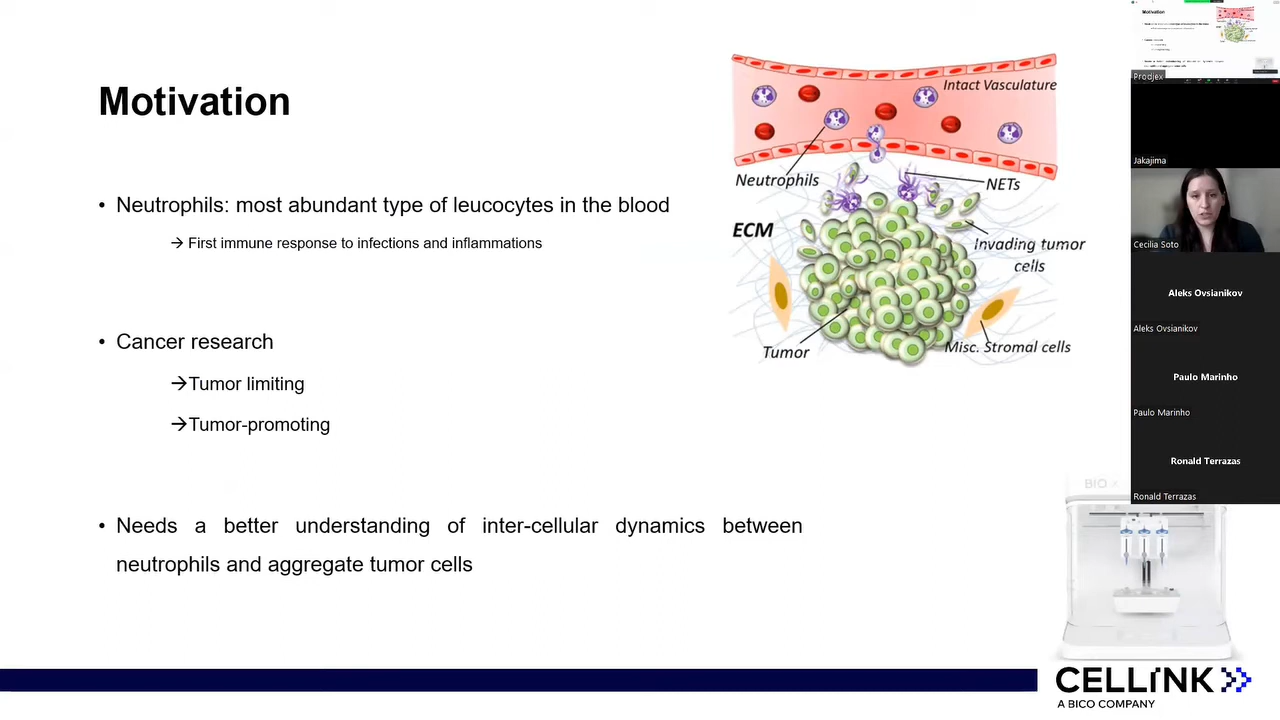 Motivation
• Neutrophils: most abundant type of leucocytes in the blood
→ First immune response to infections and inflammations
• Cancer research
→Tumor limiting
→Tumor-promoting
• Needs a better understanding of inter-cellular dynamics between
neutrophils and aggregate tumor cells
Intact Vasculature
Neutrophils
NETs
ECM
Invading tumor
cells
Tumor
Misc. Stromal cells
Motivation
Prodjex
Jakajima
Cecilia Soto
Aleks Ovsianikov
Aleks Ovsianikov
Paulo Marinho
Paulo Marinho
Ronald Terrazas
Ronald Terrazas
BIO X
CELLINK
A BICO COMPANY